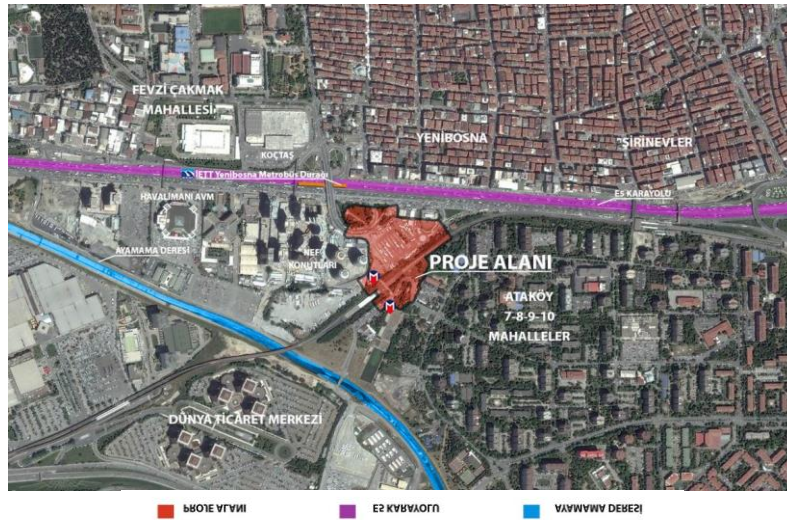 FEVZİ ÇAKMAK
MAHALLESİ
KOÇTAŞ
YENİBOSNA
ŞİRİNEVLER
İETT Yenibosna Metrobüs Durağı
E5 KARAYOLU
HAVALİMANI AVM
AYAMAMA DERESİ
NEF
KONUTLARI
PROJE ALANI
ATAKÖY
7-8-9-10
MAHALLELER
DÜNYA TİCARET MERKEZİ
PROJE ALANI
E5 KARAYOLU
AYAMAMA DERESİ